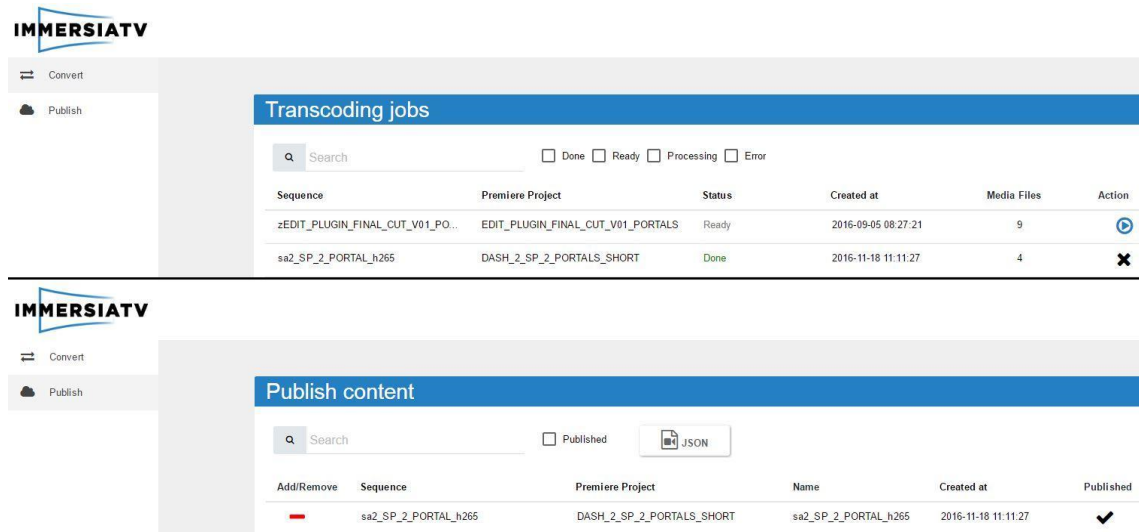 IMMERSIATV
Convert
Publish
Transcoding jobs
Search Done Ready Processing Error
Sequence Premiere Project Status Created at Media Files Action
zEDIT_PLUGIN_FINAL_CUT_V01_PO... EDIT_PLUGIN_FINAL_CUT_V01_PORTALS Ready 2016-09-05 08:27:21 9
sa2_SP_2_PORTAL_h265 DASH_2_SP_2_PORTALS_SHORT Done 2016-11-18 11:11:27 4
IMMERSIATV
Convert
Publish
Publish content
Search Published JSON
Add/Remove Sequence Premiere Project Name Created at Published
sa2_SP_2_PORTAL_h265 DASH_2_SP_2_PORTALS_SHORT sa2_SP_2_PORTAL_h265 2016-11-18 11:11:27